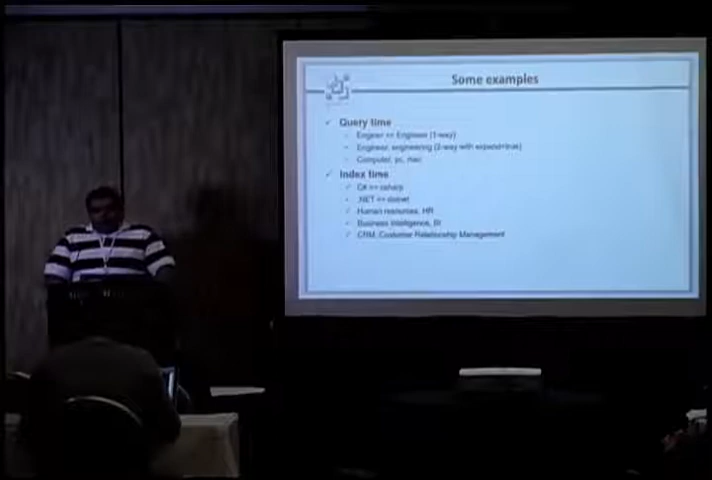 Some examples
Query time
Enginer => Engineer (1-way)
Engineer, engineering (2-way with expand=true)
Computer, pc, mac
Index time
C# => csharp
.NET => dotnet
Human resources, HR
Business intelligence, BI
CRM, Customer Relationship Management